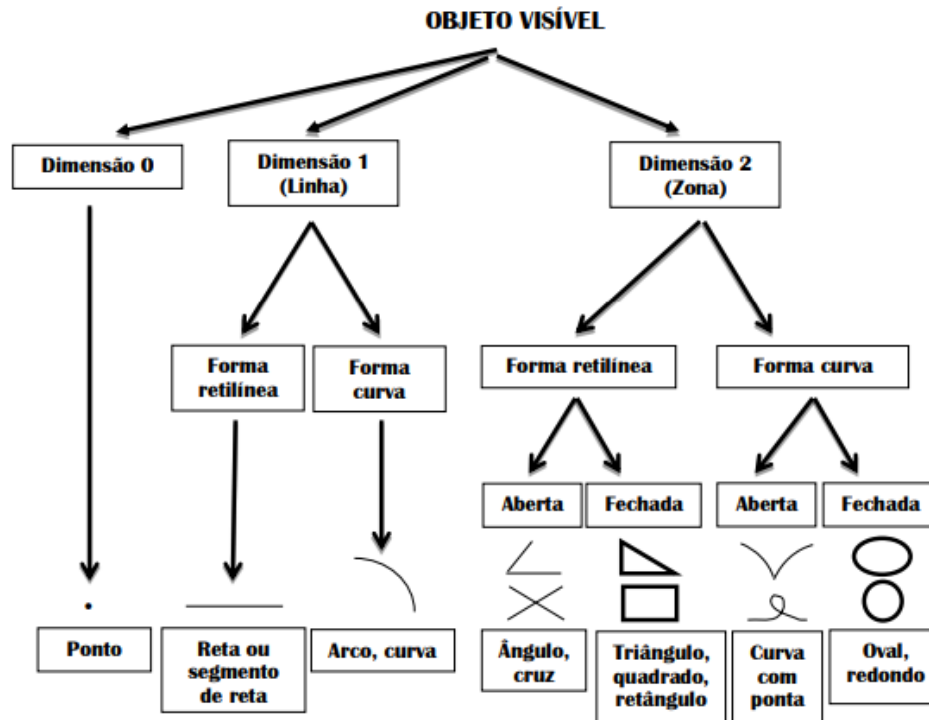 OBJETO VISÍVEL
Dimensão 0
Dimensão 1
(Linha)
Dimensão 2
(Zona)
Forma
retilínea
Forma
curva
Forma retilínea
Forma curva
Aberta
Fechada
Aberta
Fechada
Ponto
Reta ou
segmento
de reta
Arco, curva
Ângulo,
cruz
Triângulo,
quadrado,
retângulo
Curva
com
ponta
Oval,
redondo